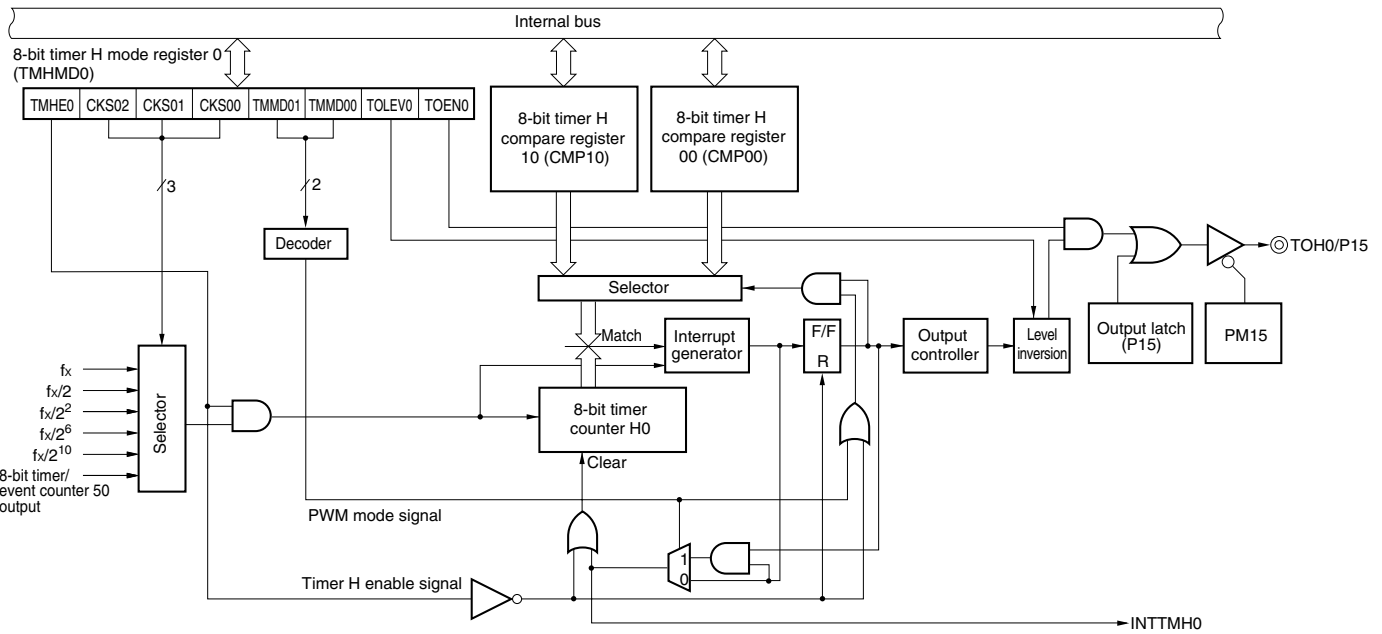 Internal bus
8-bit timer H mode register 0
(TMHMD0)
TMHE0 CKS02 CKS01 CKS00 TMMD01 TMMD00 TOLEV0 TOEN0
8-bit timer H
compare register
10 (CMP10)
8-bit timer H
compare register
00 (CMP00)
3
2
Decoder
TOH0/P15
Selector
Match
Interrupt
generator
F/F
R
Output
controller
Level
inversion
Output latch
(P15)
PM15
fx
fx/2
fx/2²
fx/2⁶
fx/2¹⁰
8-bit timer/
event counter 50
output
Selector
8-bit timer
counter H0
Clear
PWM mode signal
1
0
Timer H enable signal
INTTMH0